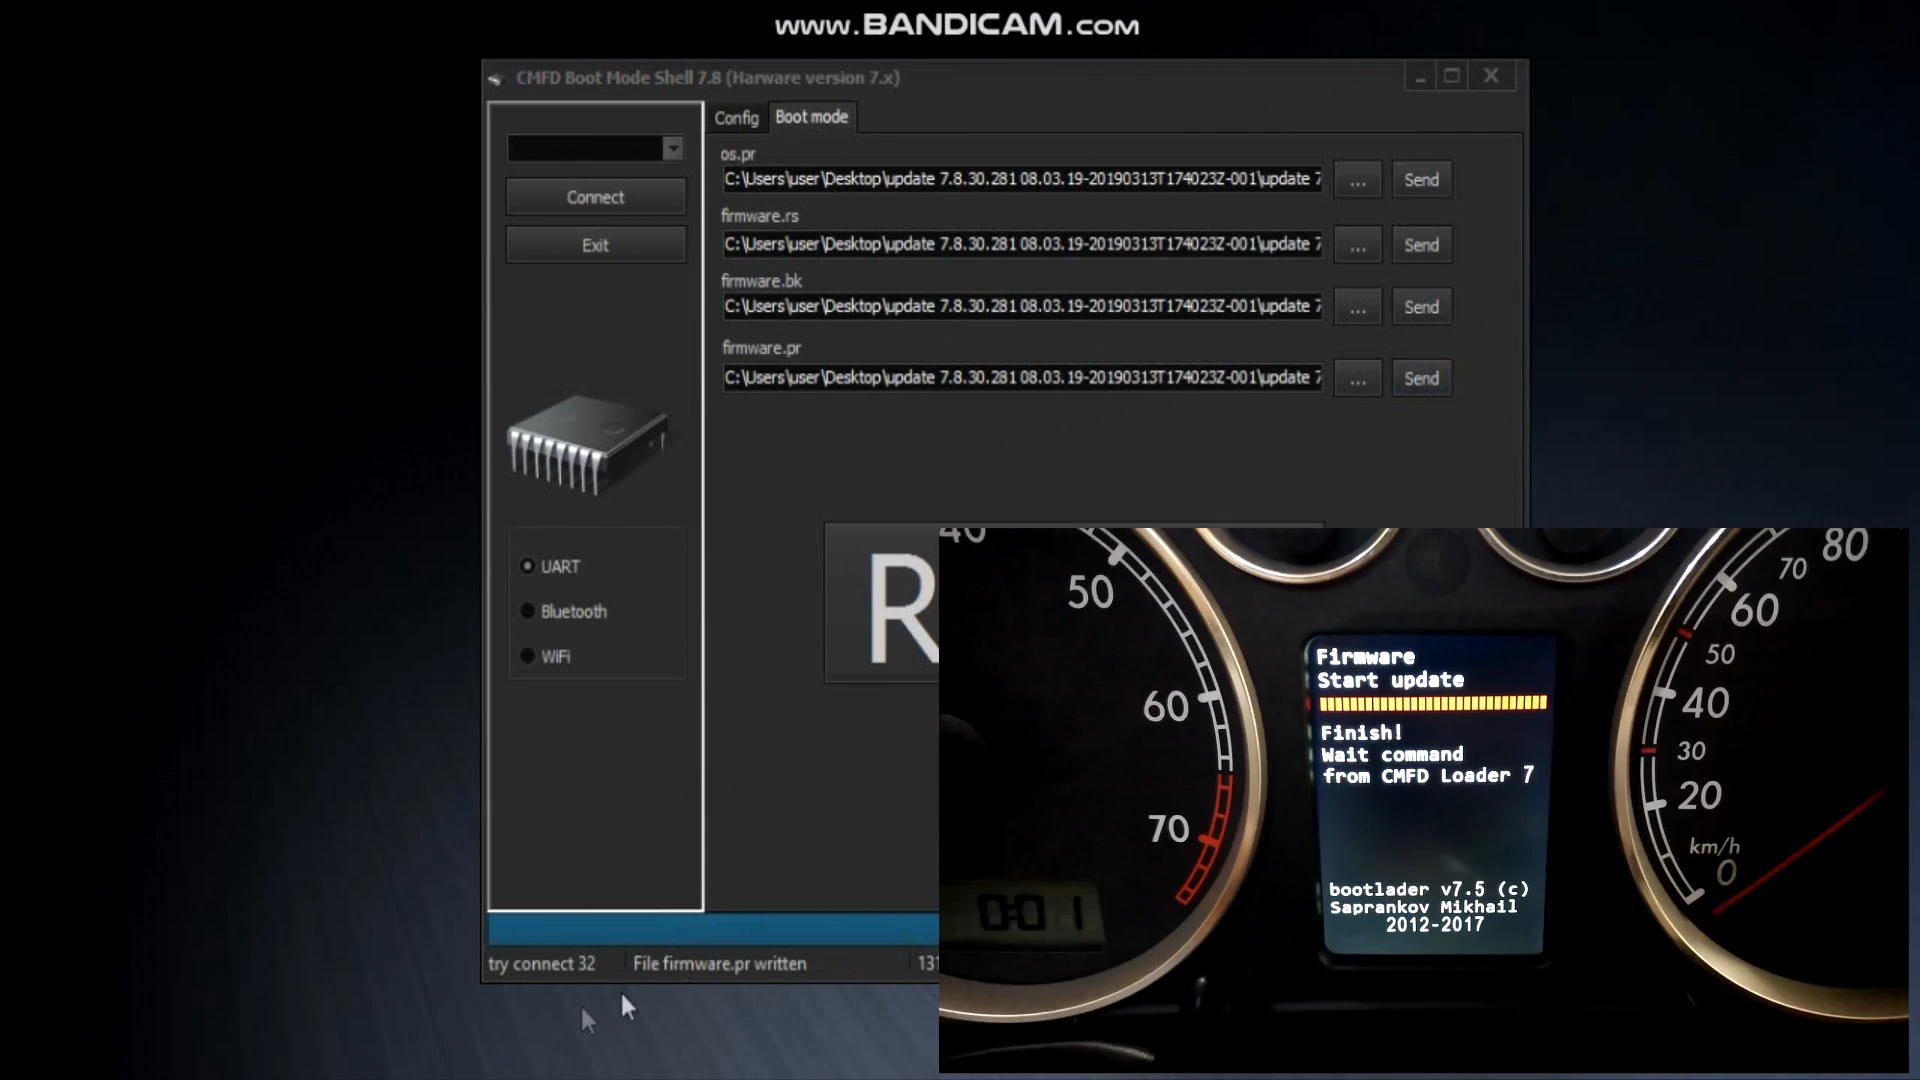 www.BANDICAM.COM
CMFD Boot Mode Shell 7.8 (Harware version 7.x)
Config
Boot mode
Connect
Exit
UART
Bluetooth
WiFi
os.pr
C:\Users\user\Desktop\update 7.8.30.281 08.03.19-20190313T174023Z-001\update 7
...
Send
firmware.rs
C:\Users\user\Desktop\update 7.8.30.281 08.03.19-20190313T174023Z-001\update 7
...
Send
firmware.bk
C:\Users\user\Desktop\update 7.8.30.281 08.03.19-20190313T174023Z-001\update 7
...
Send
firmware.pr
C:\Users\user\Desktop\update 7.8.30.281 08.03.19-20190313T174023Z-001\update 7
...
Send
R
try connect 32
File firmware.pr written
131
40
50
60
70
0:01
Firmware
Start update
Finish!
Wait command
from CMFD Loader 7
bootlader v7.5 (c)
Saprankov Mikhail
2012-2017
80
70
60
50
40
30
20
km/h
0